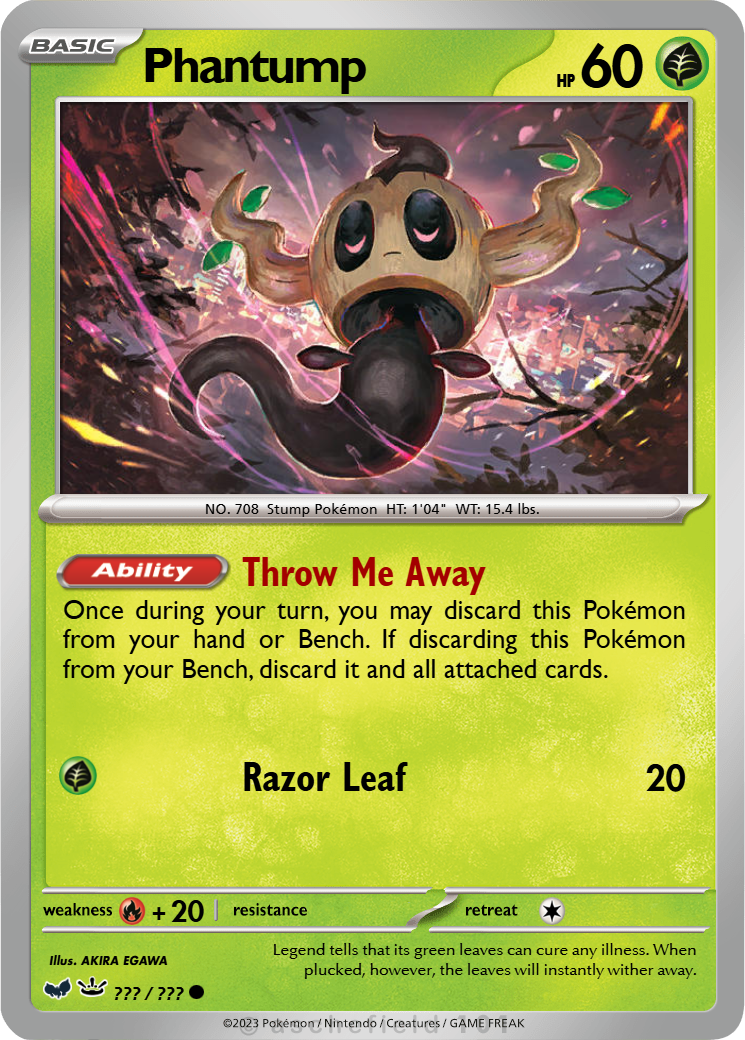 BASIC
Phantump
HP 60
NO. 708 Stump Pokémon HT: 1'04" WT: 15.4 lbs.
Ability Throw Me Away
Once during your turn, you may discard this Pokémon
from your hand or Bench. If discarding this Pokémon
from your Bench, discard it and all attached cards.
Razor Leaf 20
weakness + 20 resistance retreat
Illus. AKIRA EGAWA
Legend tells that its green leaves can cure any illness. When
plucked, however, the leaves will instantly wither away.
??? / ???
©2023 Pokémon / Nintendo / Creatures / GAME FREAK